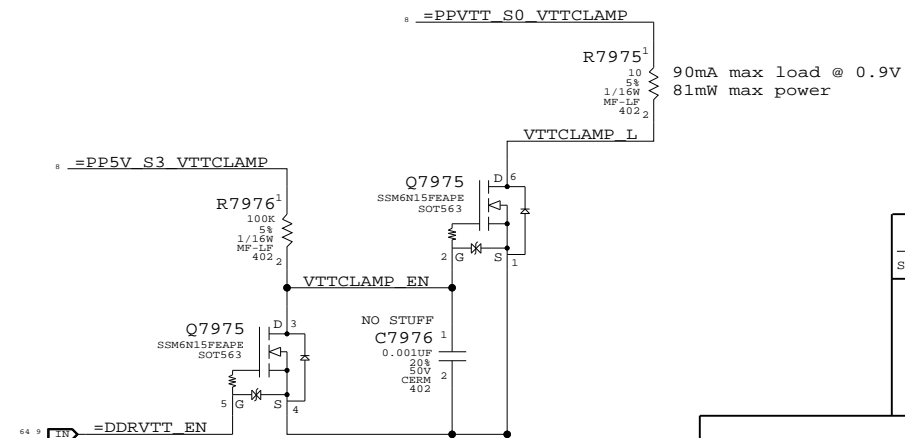 8 =PPVTT_S0_VTTCLAMP
R7975 1
10
5%
1/16W
MF-LF
402 2
90mA max load @ 0.9V
81mW max power
VTTCLAMP_L
8 =PP5V_S3_VTTCLAMP
Q7975
SSM6N15FEAPE
SOT563
D 6
2 G S 1
R7976 1
100K
5%
1/16W
MF-LF
402 2
VTTCLAMP_EN
Q7975
SSM6N15FEAPE
SOT563
D 3
5 G S 4
NO STUFF
C7976 1
0.001UF
20%
50V
CERM
402
2
S
64 9 IN =DDRVTT_EN